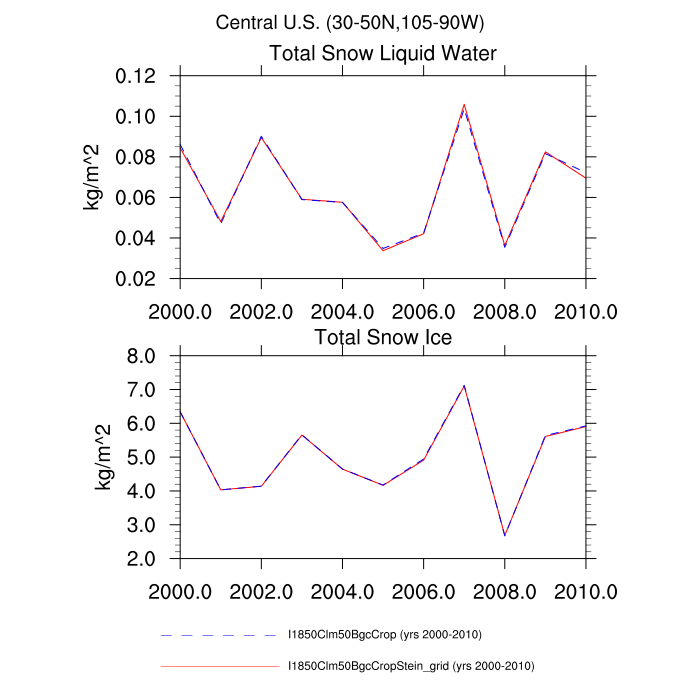 Central U.S. (30-50N,105-90W)
Total Snow Liquid Water
0.12
0.10
0.08
0.06
0.04
0.02
kg/m^2
2000.0 2002.0 2004.0 2006.0 2008.0 2010.0
Total Snow Ice
8.0
7.0
6.0
5.0
4.0
3.0
2.0
kg/m^2
2000.0 2002.0 2004.0 2006.0 2008.0 2010.0
I1850Clm50BgcCrop (yrs 2000-2010)
I1850Clm50BgcCropStein_grid (yrs 2000-2010)